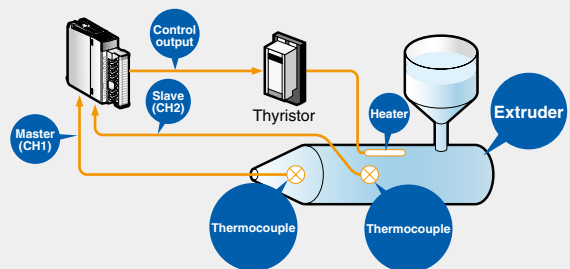 Control
output
Slave
(CH2)
Master
(CH1)
Thyristor
Heater
Extruder
Thermocouple
Thermocouple